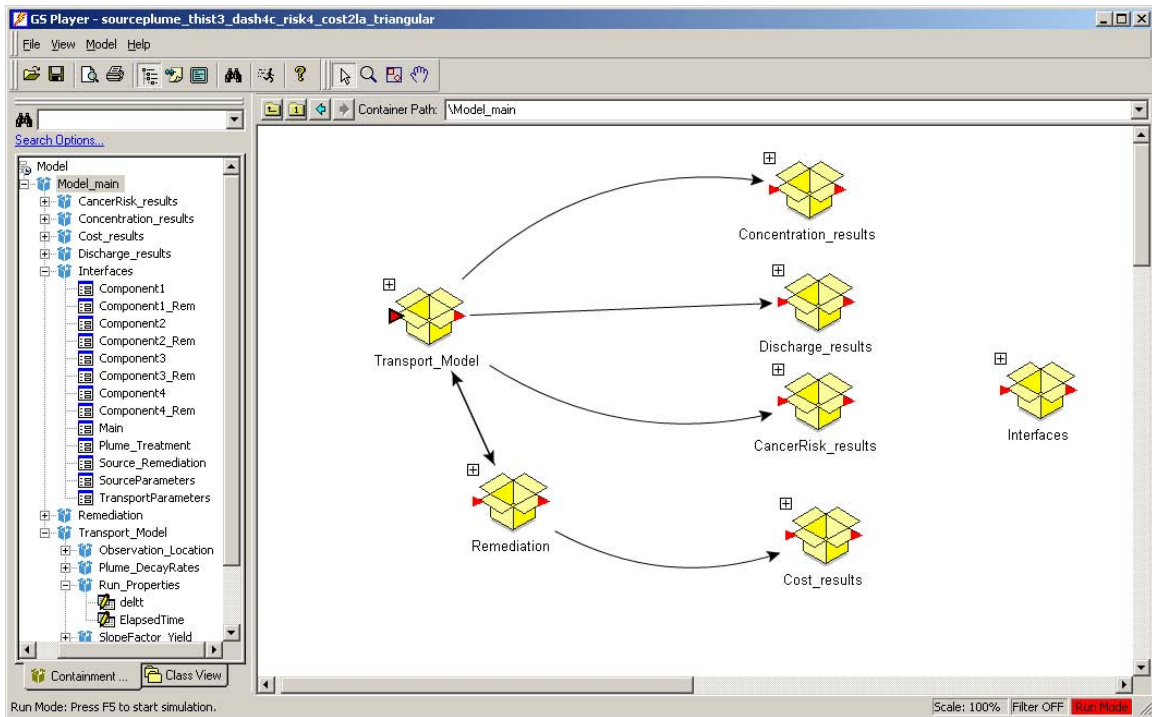 GS Player - sourceplume_thist3_dash4c_risk4_cost2la_triangular
File View Model Help
Container Path: \Model_main
Search Options...
Model
Model_main
CancerRisk_results
Concentration_results
Cost_results
Discharge_results
Interfaces
Component1
Component1_Rem
Component2
Component2_Rem
Component3
Component3_Rem
Component4
Component4_Rem
Main
Plume_Treatment
Source_Remediation
SourceParameters
TransportParameters
Remediation
Transport_Model
Observation_Location
Plume_DecayRates
Run_Properties
deltt
ElapsedTime
SlopeFactor_Yield
Containment ... Class View
Concentration_results
Transport_Model
Discharge_results
CancerRisk_results
Interfaces
Remediation
Cost_results
Run Mode: Press F5 to start simulation.
Scale: 100% Filter OFF Run Mode